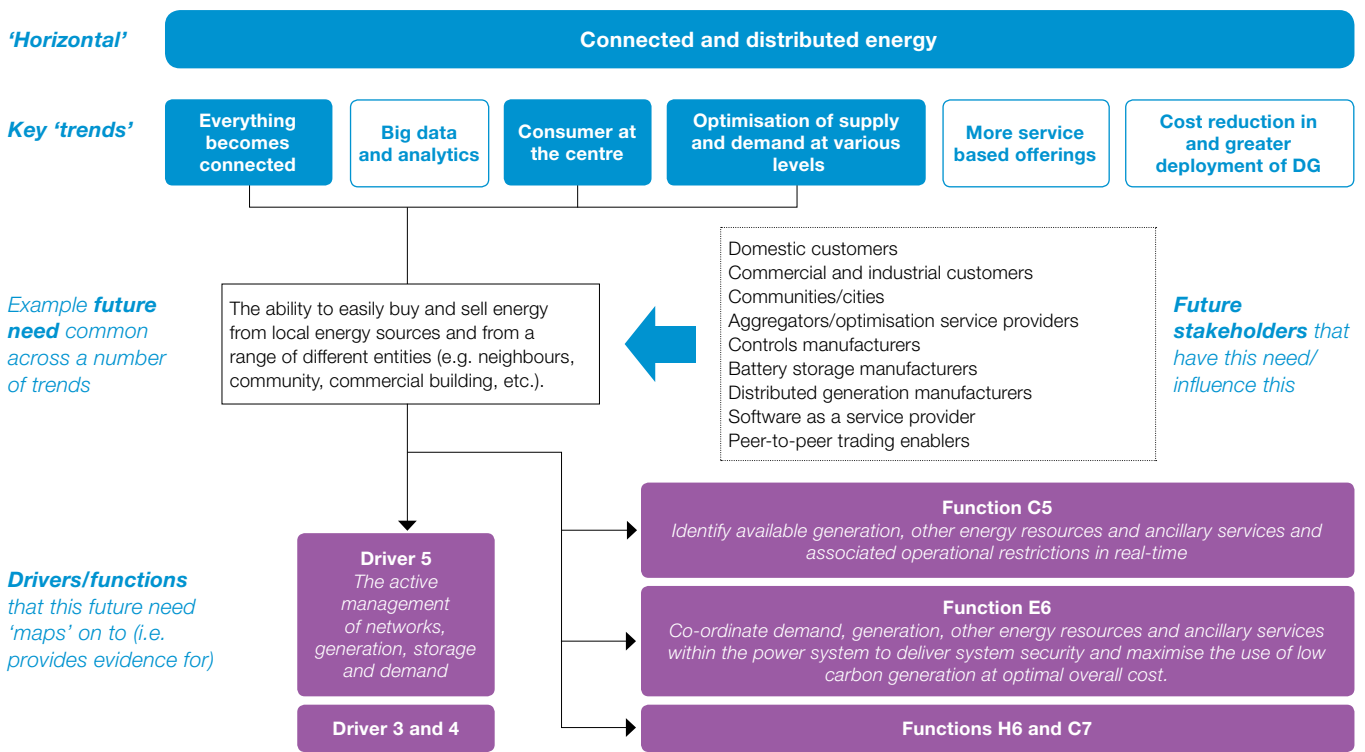 ‘Horizontal’
Connected and distributed energy
Key ‘trends’
Everything
becomes
connected
Big data
and analytics
Consumer at
the centre
Optimisation of supply
and demand at various
levels
More service
based offerings
Cost reduction in
and greater
deployment of DG
Example future
need common
across a number
of trends
The ability to easily buy and sell energy
from local energy sources and from a
range of different entities (e.g. neighbours,
community, commercial building, etc.).
Domestic customers
Commercial and industrial customers
Communities/cities
Aggregators/optimisation service providers
Controls manufacturers
Battery storage manufacturers
Distributed generation manufacturers
Software as a service provider
Peer-to-peer trading enablers
Future
stakeholders that
have this need/
influence this
Drivers/functions
that this future need
‘maps’ on to (i.e.
provides evidence for)
Driver 5
The active
management
of networks,
generation, storage
and demand
Driver 3 and 4
Function C5
Identify available generation, other energy resources and ancillary services and
associated operational restrictions in real-time
Function E6
Co-ordinate demand, generation, other energy resources and ancillary services
within the power system to deliver system security and maximise the use of low
carbon generation at optimal overall cost.
Functions H6 and C7